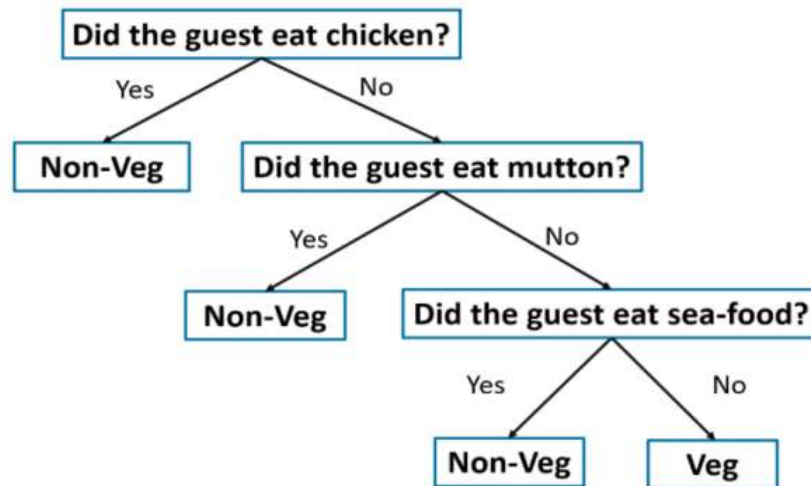 Did the guest eat chicken?
Yes
No
Non-Veg
Did the guest eat mutton?
Yes
No
Non-Veg
Did the guest eat sea-food?
Yes
No
Non-Veg
Veg